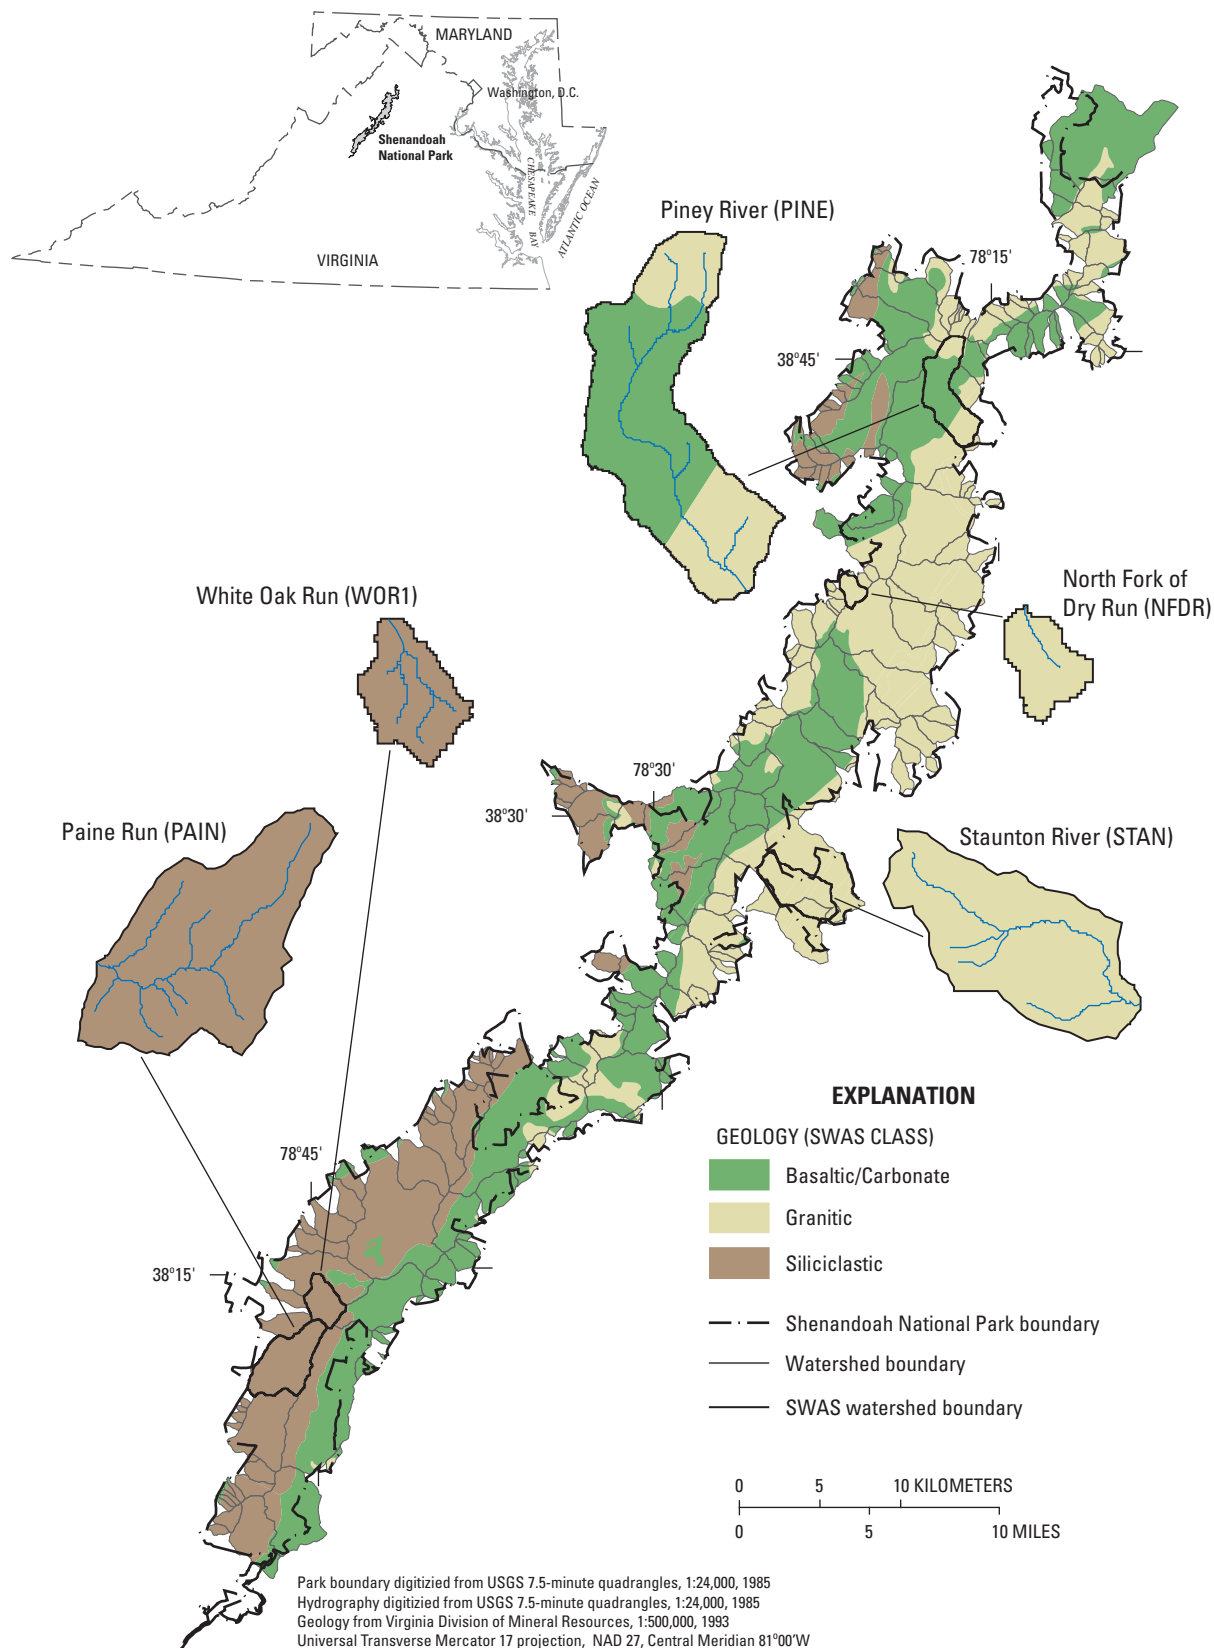 MARYLAND
Washington, D.C.
Shenandoah
National Park
CHESAPEAKE
BAY
ATLANTIC OCEAN
VIRGINIA
Piney River (PINE)
78°15'
38°45'
White Oak Run (WOR1)
North Fork of
Dry Run (NFDR)
78°30'
38°30'
Paine Run (PAIN)
Staunton River (STAN)
78°45'
38°15'
EXPLANATION
GEOLOGY (SWAS CLASS)
Basaltic/Carbonate
Granitic
Siliciclastic
Shenandoah National Park boundary
Watershed boundary
SWAS watershed boundary
0 5 10 KILOMETERS
0 5 10 MILES
Park boundary digitizied from USGS 7.5-minute quadrangles, 1:24,000, 1985
Hydrography digitizied from USGS 7.5-minute quadrangles, 1:24,000, 1985
Geology from Virginia Division of Mineral Resources, 1:500,000, 1993
Universal Transverse Mercator 17 projection, NAD 27, Central Meridian 81°00'W